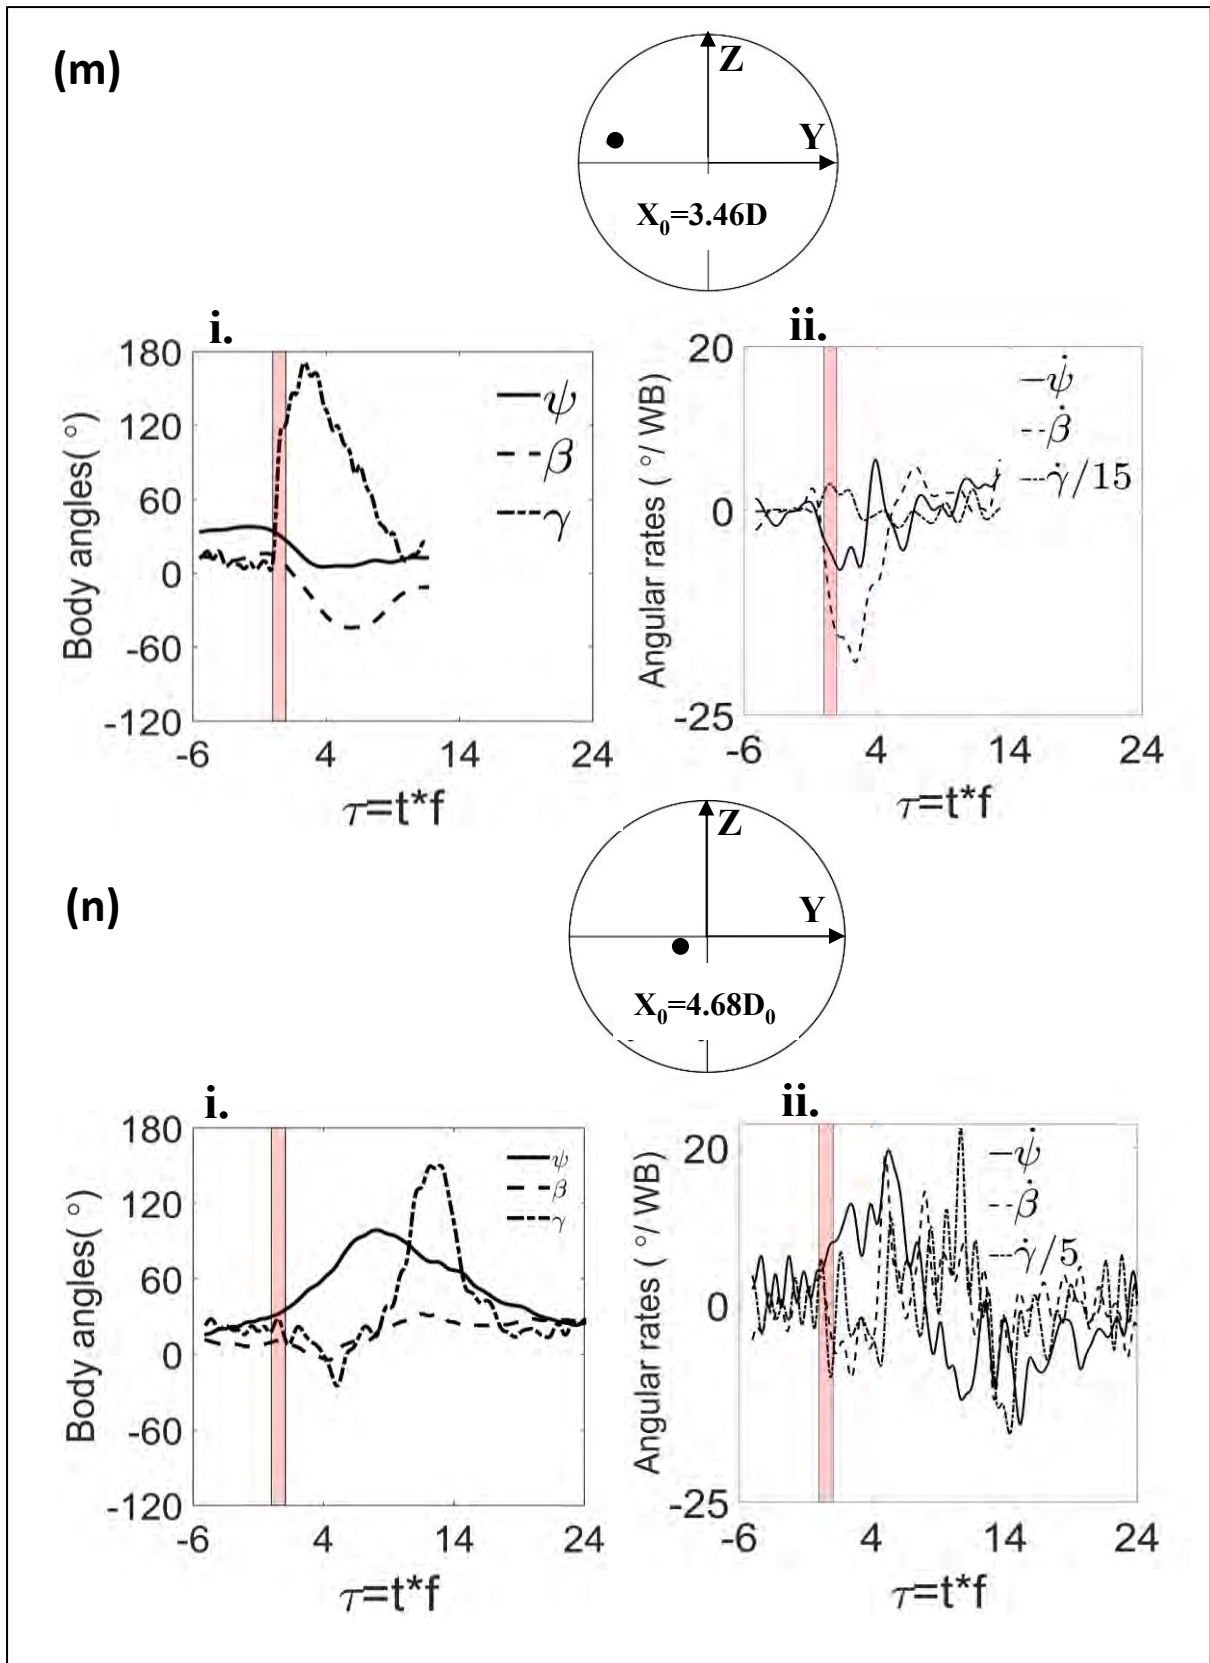 (m)
Z
Y
X₀=3.46D
i.
180
120
60
0
-60
-120
Body angles( °)
ψ
β
γ
-6 4 14 24
τ=t*f
ii.
20
0
-25
Angular rates ( °/ WB)
ψ̇
β̇
γ̇/15
-6 4 14 24
τ=t*f
(n)
Z
Y
X₀=4.68D₀
i.
180
120
60
0
-60
-120
Body angles( °)
ψ
β
γ
-6 4 14 24
τ=t*f
ii.
20
0
-25
Angular rates ( °/ WB)
ψ̇
β̇
γ̇/5
-6 4 14 24
τ=t*f